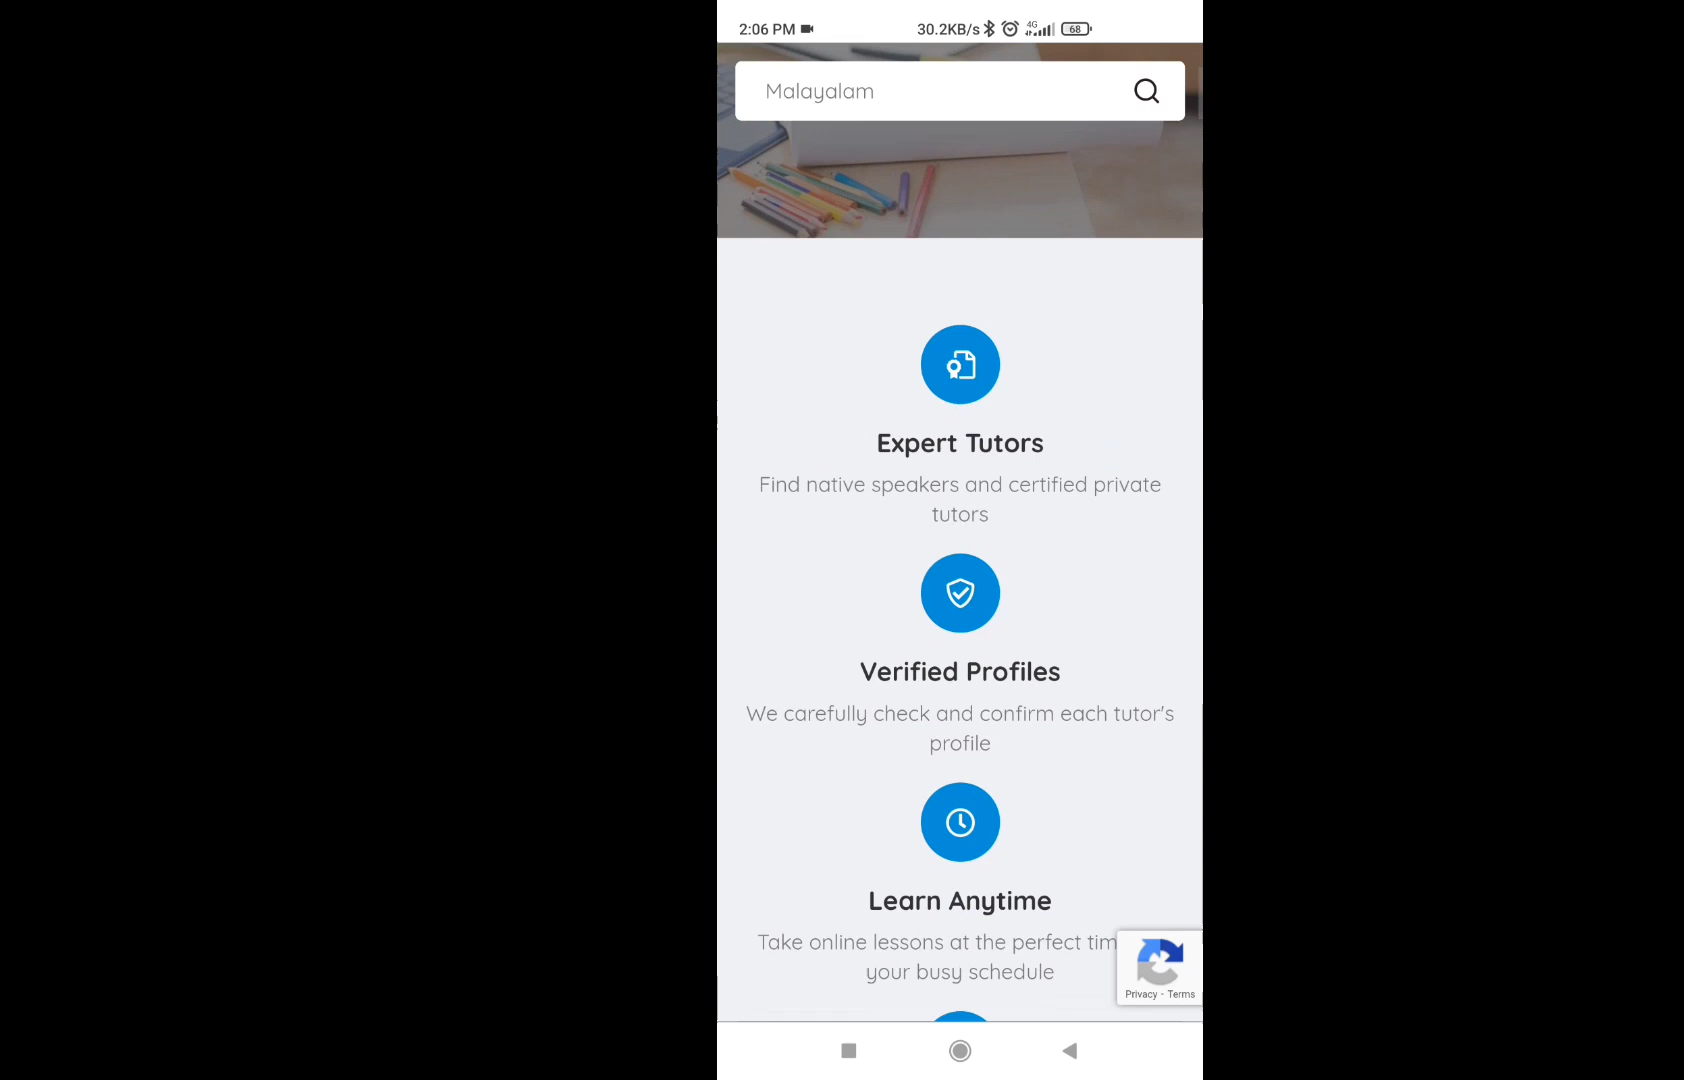 2:06 PM 30.2KB/s 4G 68
Malayalam
Expert Tutors
Find native speakers and certified private
tutors
Verified Profiles
We carefully check and confirm each tutor's
profile
Learn Anytime
Take online lessons at the perfect
your busy schedule
Privacy - Terms